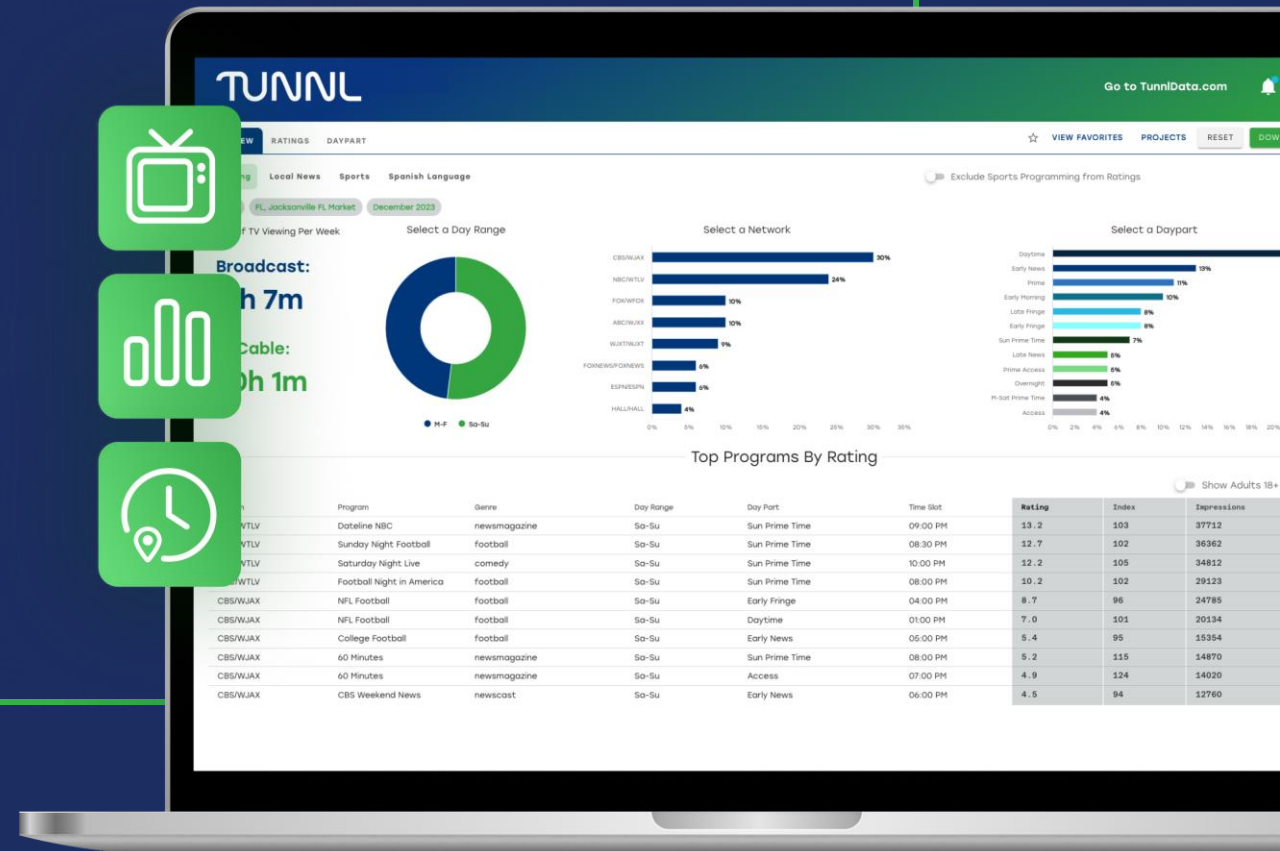 TUNNL
Go to TunnlData.com
RATINGS DAYPART
VIEW FAVORITES PROJECTS RESET
Local News Sports Spanish Language
Exclude Sports Programming from Ratings
FL, Jacksonville FL Market December 2023
TV Viewing Per Week
Select a Day Range
Select a Network
Select a Daypart
Broadcast:
h 7m
Cable:
h 1m
M-F Sa-Su
CBS/WJAX 30%
NBC/WTLV 24%
FOX/WFOX 10%
ABC/WJXX 10%
WJXT/WJXT 9%
FOXNEWS/FOXNEWS 6%
ESPN/ESPN 6%
HALL/HALL 4%
0% 5% 10% 15% 20% 25% 30% 35%
Daytime
Early News 13%
Prime 11%
Early Morning 10%
Late Fringe 8%
Early Fringe 8%
Sun Prime Time 7%
Late News 5%
Prime Access 5%
Overnight 5%
M-Sat Prime Time 4%
Access 4%
0% 2% 4% 6% 8% 10% 12% 14% 16% 18% 20%
Top Programs By Rating
Show Adults 18+
Program Genre Day Range Day Part Time Slot Rating Index Impressions
WTLV Dateline NBC newsmagazine Sa-Su Sun Prime Time 09:00 PM 13.2 103 37712
WTLV Sunday Night Football football Sa-Su Sun Prime Time 08:30 PM 12.7 102 36362
WTLV Saturday Night Live comedy Sa-Su Sun Prime Time 10:00 PM 12.2 105 34812
WTLV Football Night in America football Sa-Su Sun Prime Time 08:00 PM 10.2 102 29123
CBS/WJAX NFL Football football Sa-Su Early Fringe 04:00 PM 8.7 96 24785
CBS/WJAX NFL Football football Sa-Su Daytime 01:00 PM 7.0 101 20134
CBS/WJAX College Football football Sa-Su Early News 05:00 PM 5.4 95 15354
CBS/WJAX 60 Minutes newsmagazine Sa-Su Sun Prime Time 08:00 PM 5.2 115 14870
CBS/WJAX 60 Minutes newsmagazine Sa-Su Access 07:00 PM 4.9 124 14020
CBS/WJAX CBS Weekend News newscast Sa-Su Early News 06:00 PM 4.5 94 12760